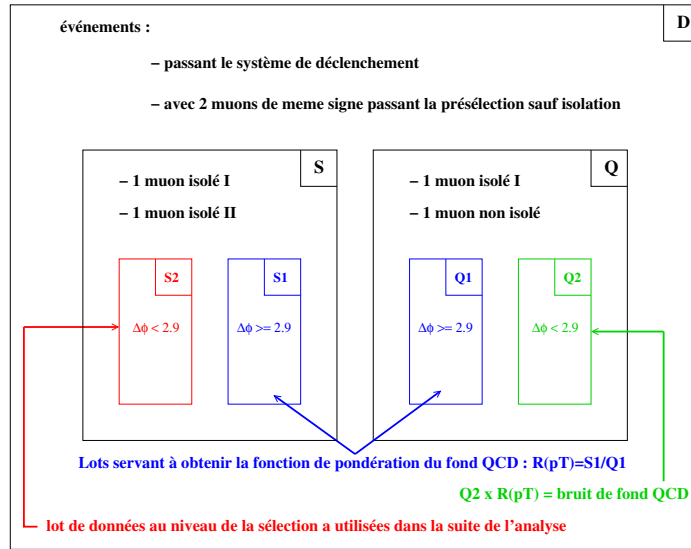 D
événements :
– passant le système de déclenchement
– avec 2 muons de meme signe passant la présélection sauf isolation
S
– 1 muon isolé I
– 1 muon isolé II
Q
– 1 muon isolé I
– 1 muon non isolé
S2
Δϕ < 2.9
S1
Δϕ >= 2.9
Q1
Δϕ >= 2.9
Q2
Δϕ < 2.9
Lots servant à obtenir la fonction de pondération du fond QCD : R(pT)=S1/Q1
Q2 x R(pT) = bruit de fond QCD
lot de données au niveau de la sélection a utilisées dans la suite de l'analyse